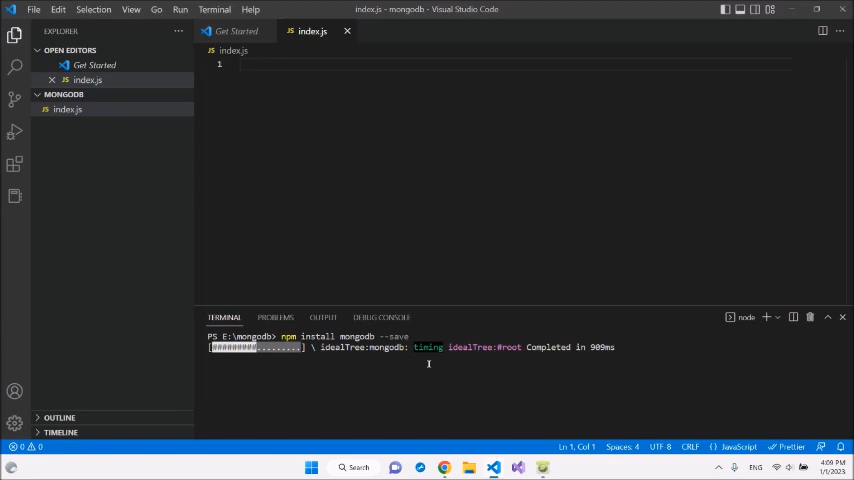 File Edit Selection View Go Run Terminal Help
index.js - mongodb - Visual Studio Code
EXPLORER
OPEN EDITORS
Get Started
index.js
MONGODB
index.js
OUTLINE
TIMELINE
Get Started
JS index.js
JS index.js
1
TERMINAL PROBLEMS OUTPUT DEBUG CONSOLE
node
PS E:\mongodb> npm install mongodb --save
[#########.........] \ idealTree:mongodb: timing idealTree:#root Completed in 909ms
0 0
Ln 1, Col 1 Spaces: 4 UTF-8 CRLF {} JavaScript Prettier
Search
ENG
4:09 PM
1/1/2023